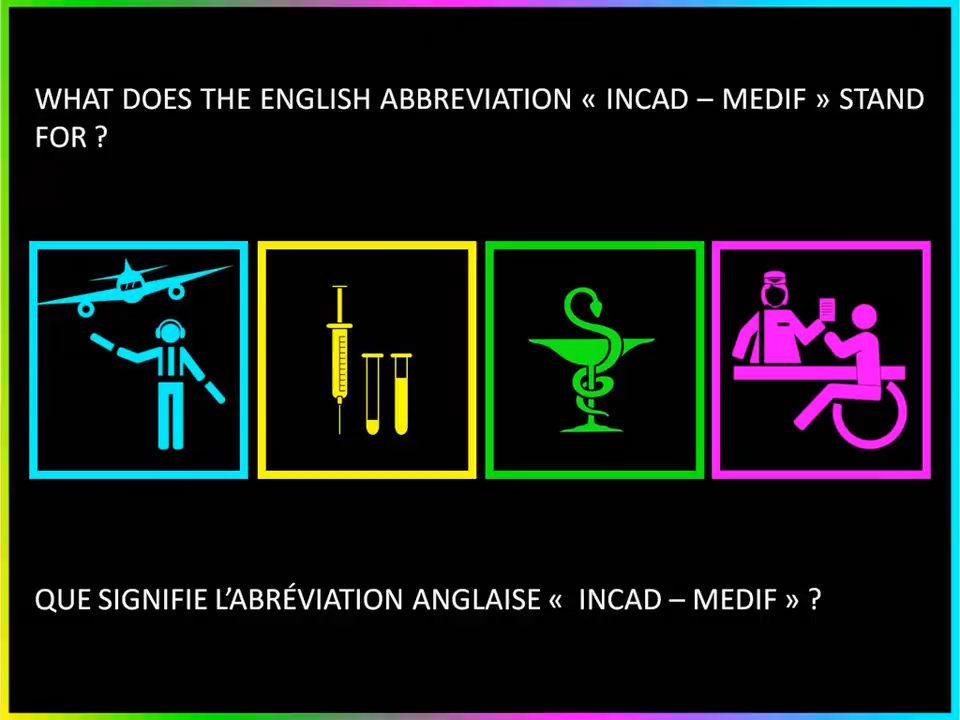 WHAT DOES THE ENGLISH ABBREVIATION « INCAD – MEDIF » STAND
FOR ?
QUE SIGNIFIE L’ABRÉVIATION ANGLAISE «  INCAD – MEDIF » ?